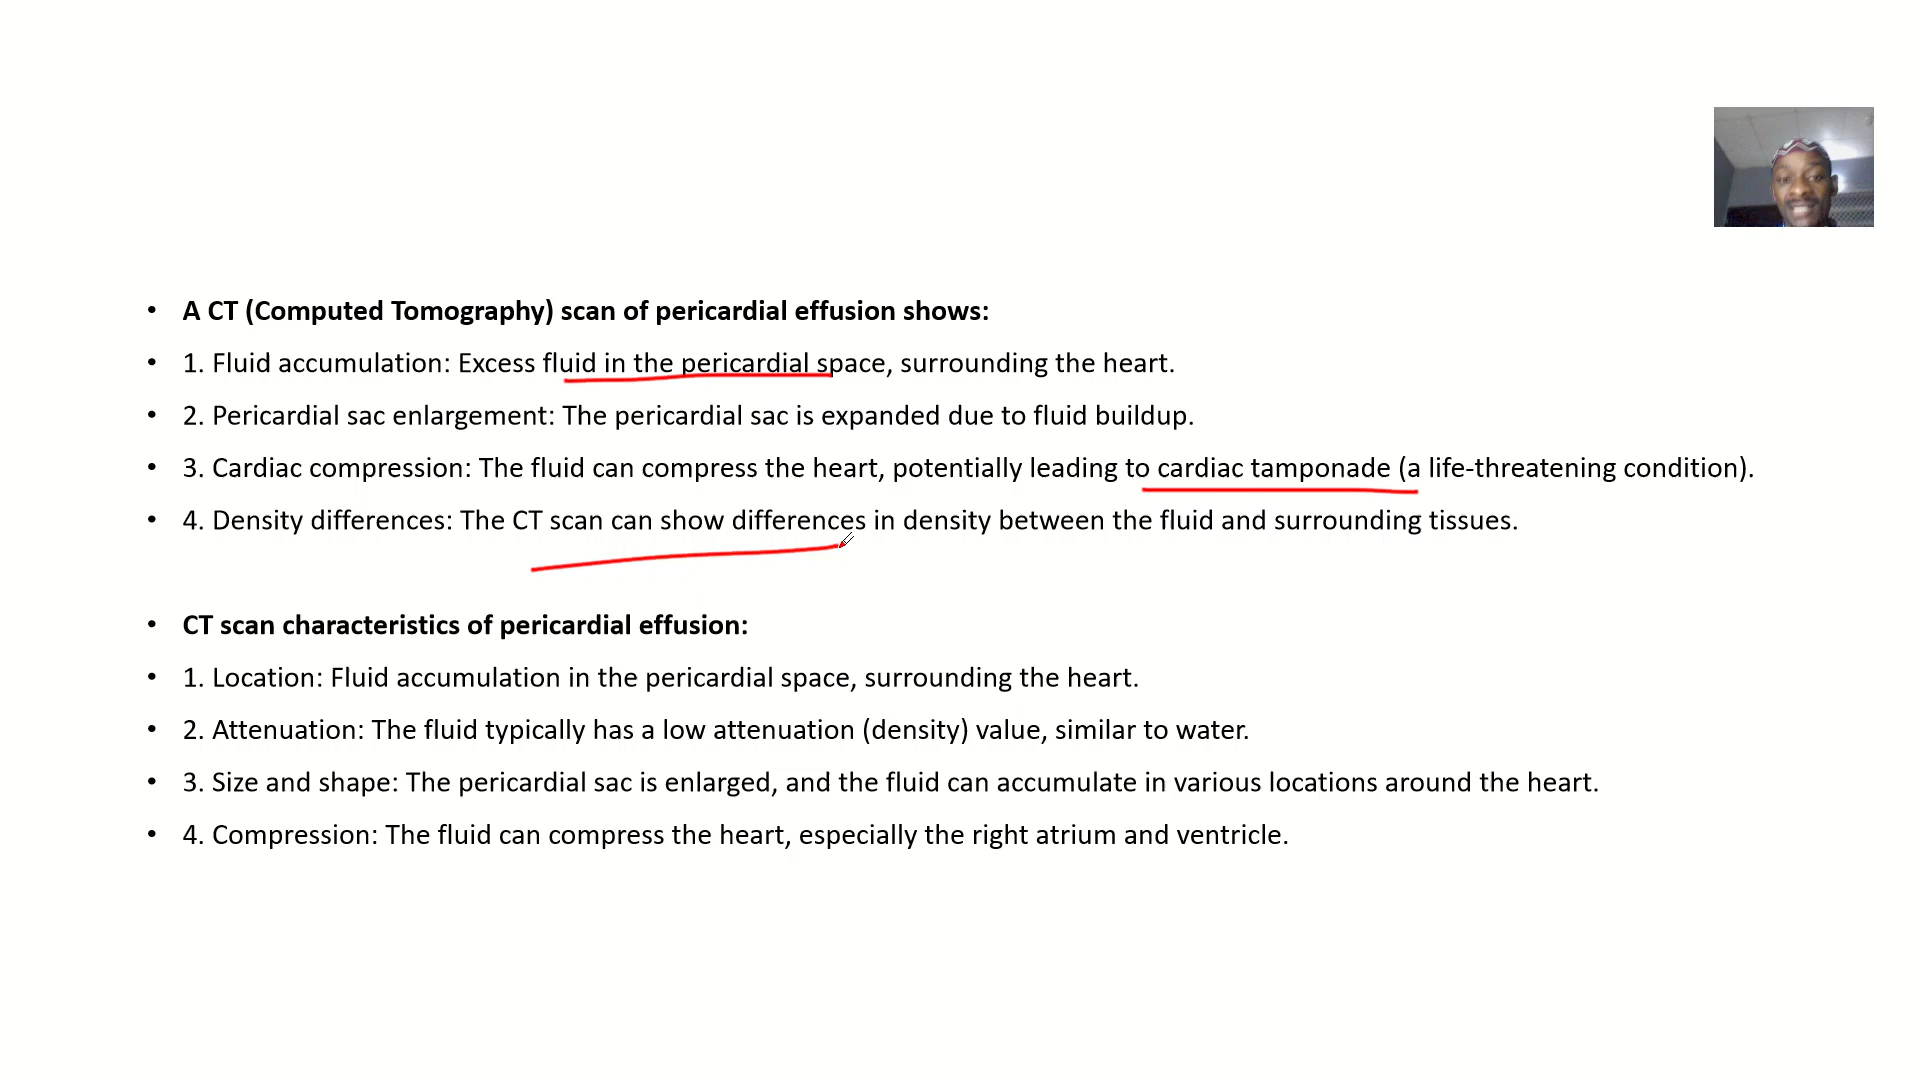 • A CT (Computed Tomography) scan of pericardial effusion shows:
• 1. Fluid accumulation: Excess fluid in the pericardial space, surrounding the heart.
• 2. Pericardial sac enlargement: The pericardial sac is expanded due to fluid buildup.
• 3. Cardiac compression: The fluid can compress the heart, potentially leading to cardiac tamponade (a life-threatening condition).
• 4. Density differences: The CT scan can show differences in density between the fluid and surrounding tissues.
• CT scan characteristics of pericardial effusion:
• 1. Location: Fluid accumulation in the pericardial space, surrounding the heart.
• 2. Attenuation: The fluid typically has a low attenuation (density) value, similar to water.
• 3. Size and shape: The pericardial sac is enlarged, and the fluid can accumulate in various locations around the heart.
• 4. Compression: The fluid can compress the heart, especially the right atrium and ventricle.